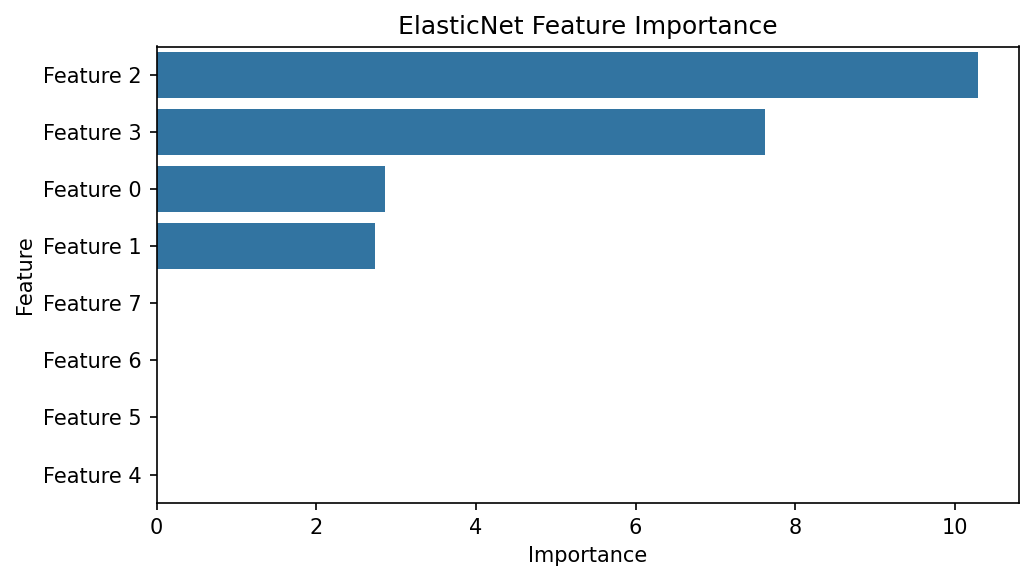 ElasticNet Feature Importance
Feature
Feature 2
Feature 3
Feature 0
Feature 1
Feature 7
Feature 6
Feature 5
Feature 4
0 2 4 6 8 10
Importance